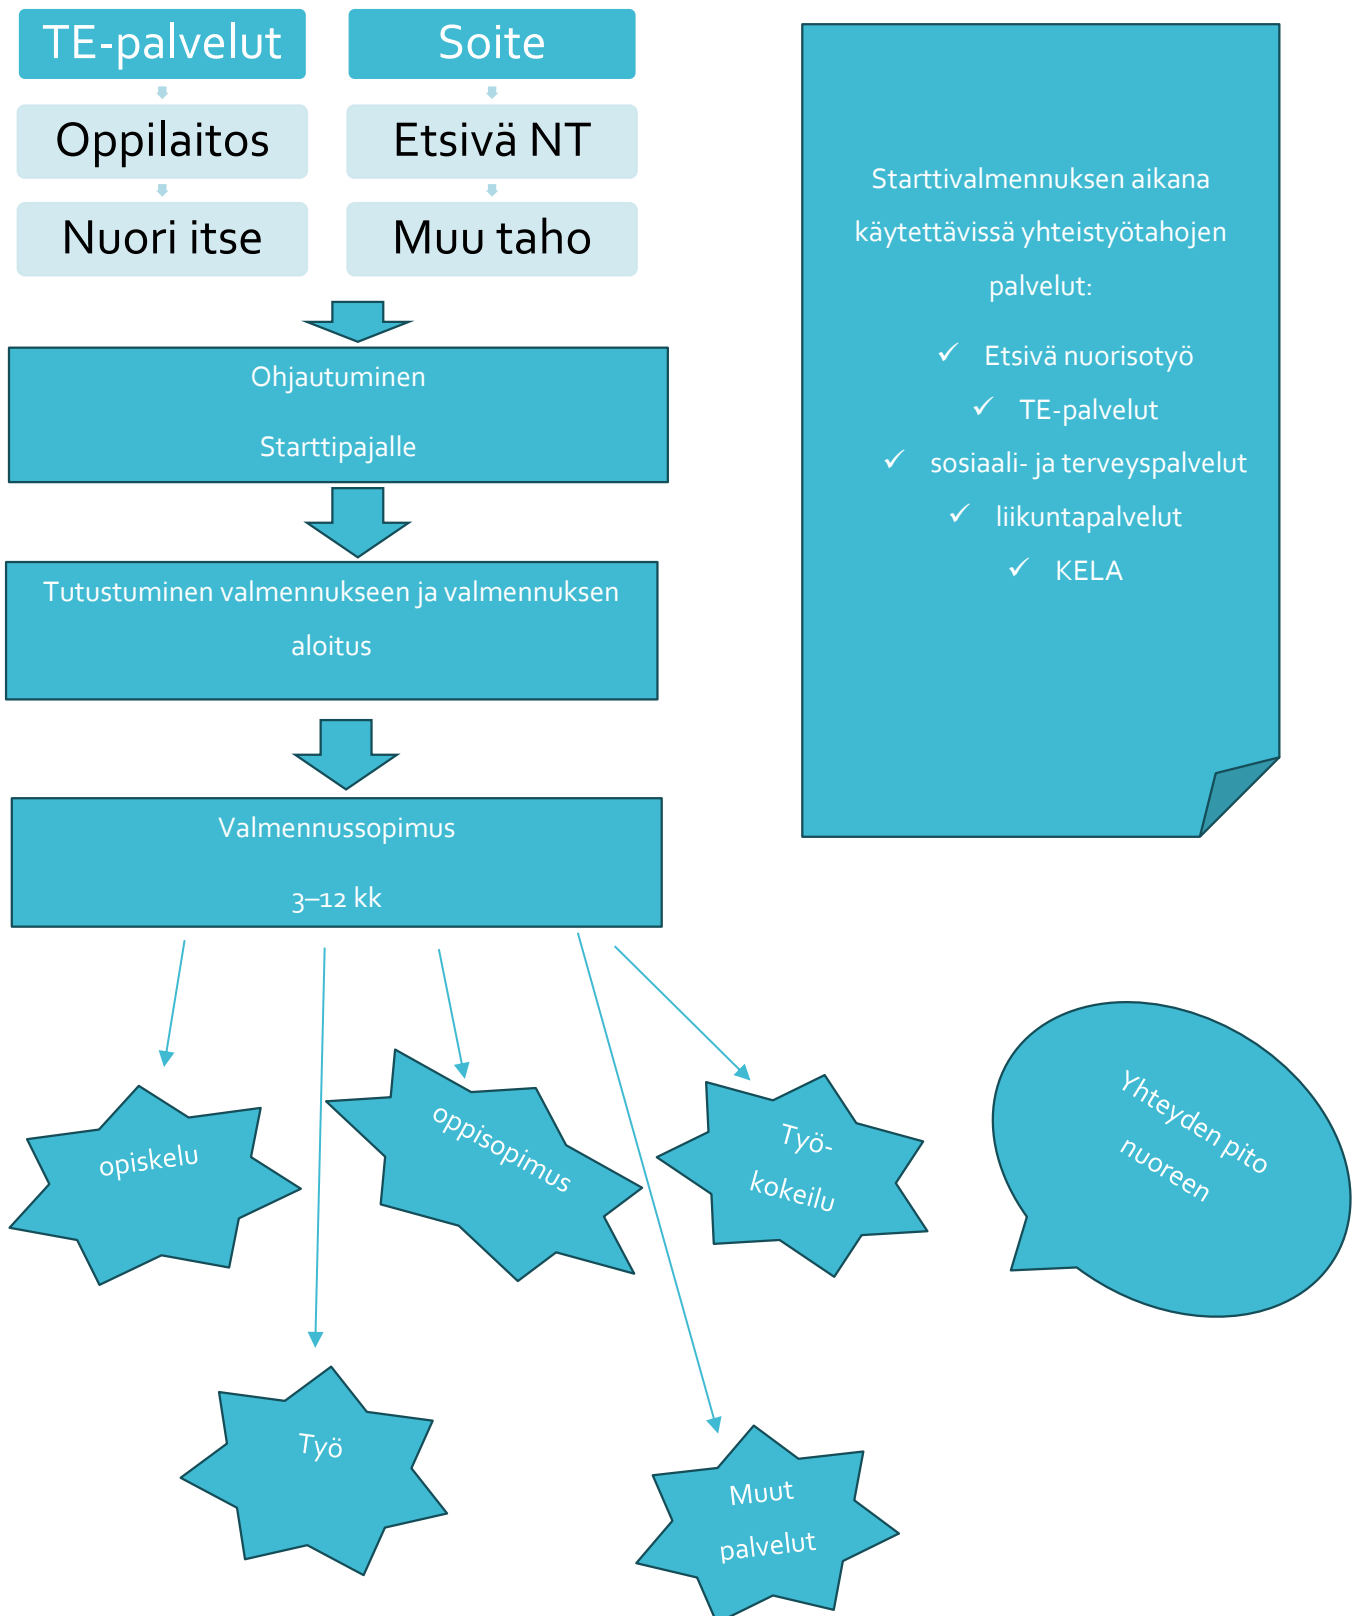 TE-palvelut
Oppilaitos
Nuori itse
Soite
Etsivä NT
Muu taho
Ohjautuminen
Starttipajalle
Tutustuminen valmennukseen ja valmennuksen
aloitus
Valmennussopimus
3–12 kk
Starttivalmennuksen aikana
käytettävissä yhteistyötahojen
palvelut:
✓ Etsivä nuorisotyö
✓ TE-palvelut
✓ sosiaali- ja terveyspalvelut
✓ liikuntapalvelut
✓ KELA
opiskelu
oppisopimus
Työ-
kokeilu
Yhteyden pito
nuoreen
Työ
Muut
palvelut